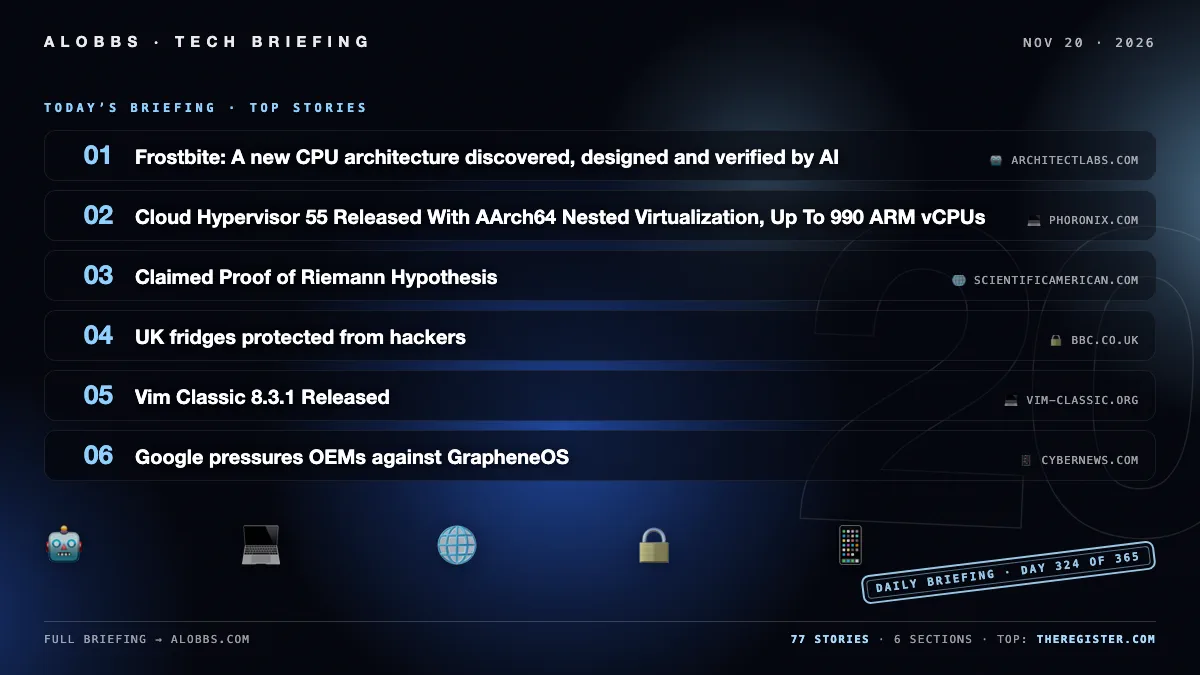 ALOBBS · TECH BRIEFING
NOV 20 · 2026
TODAY'S BRIEFING · TOP STORIES
01 Frostbite: A new CPU architecture discovered, designed and verified by AI ARCHITECTLABS.COM
02 Cloud Hypervisor 55 Released With AArch64 Nested Virtualization, Up To 990 ARM vCPUs PHORONIX.COM
03 Claimed Proof of Riemann Hypothesis SCIENTIFICAMERICAN.COM
04 UK fridges protected from hackers BBC.CO.UK
05 Vim Classic 8.3.1 Released VIM-CLASSIC.ORG
06 Google pressures OEMs against GrapheneOS CYBERNEWS.COM
20
DAILY BRIEFING · DAY 324 OF 365
FULL BRIEFING → ALOBBS.COM
77 STORIES · 6 SECTIONS · TOP: THEREGISTER.COM